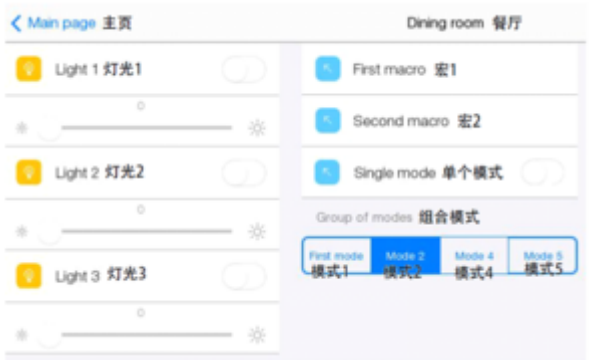 Main page 主页
Dining room 餐厅
Light 1 灯光1
0
Light 2 灯光2
0
Light 3 灯光3
0
First macro 宏1
Second macro 宏2
Single mode 单个模式
Group of modes 组合模式
First mode Mode 2 Mode 4 Mode 5
模式1 模式2 模式4 模式5